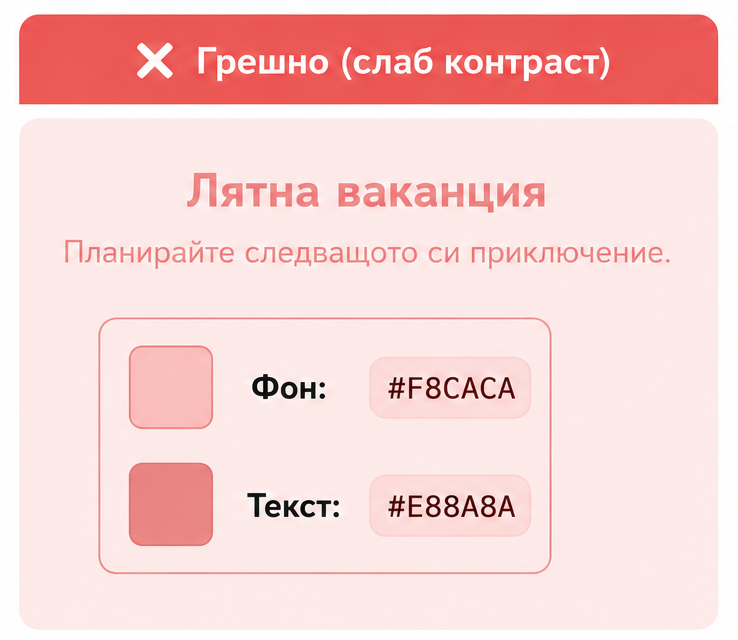 Грешно (слаб контраст)
Лятна ваканция
Планирайте следващото си приключение.
Фон: #F8CACA
Текст: #E88A8A